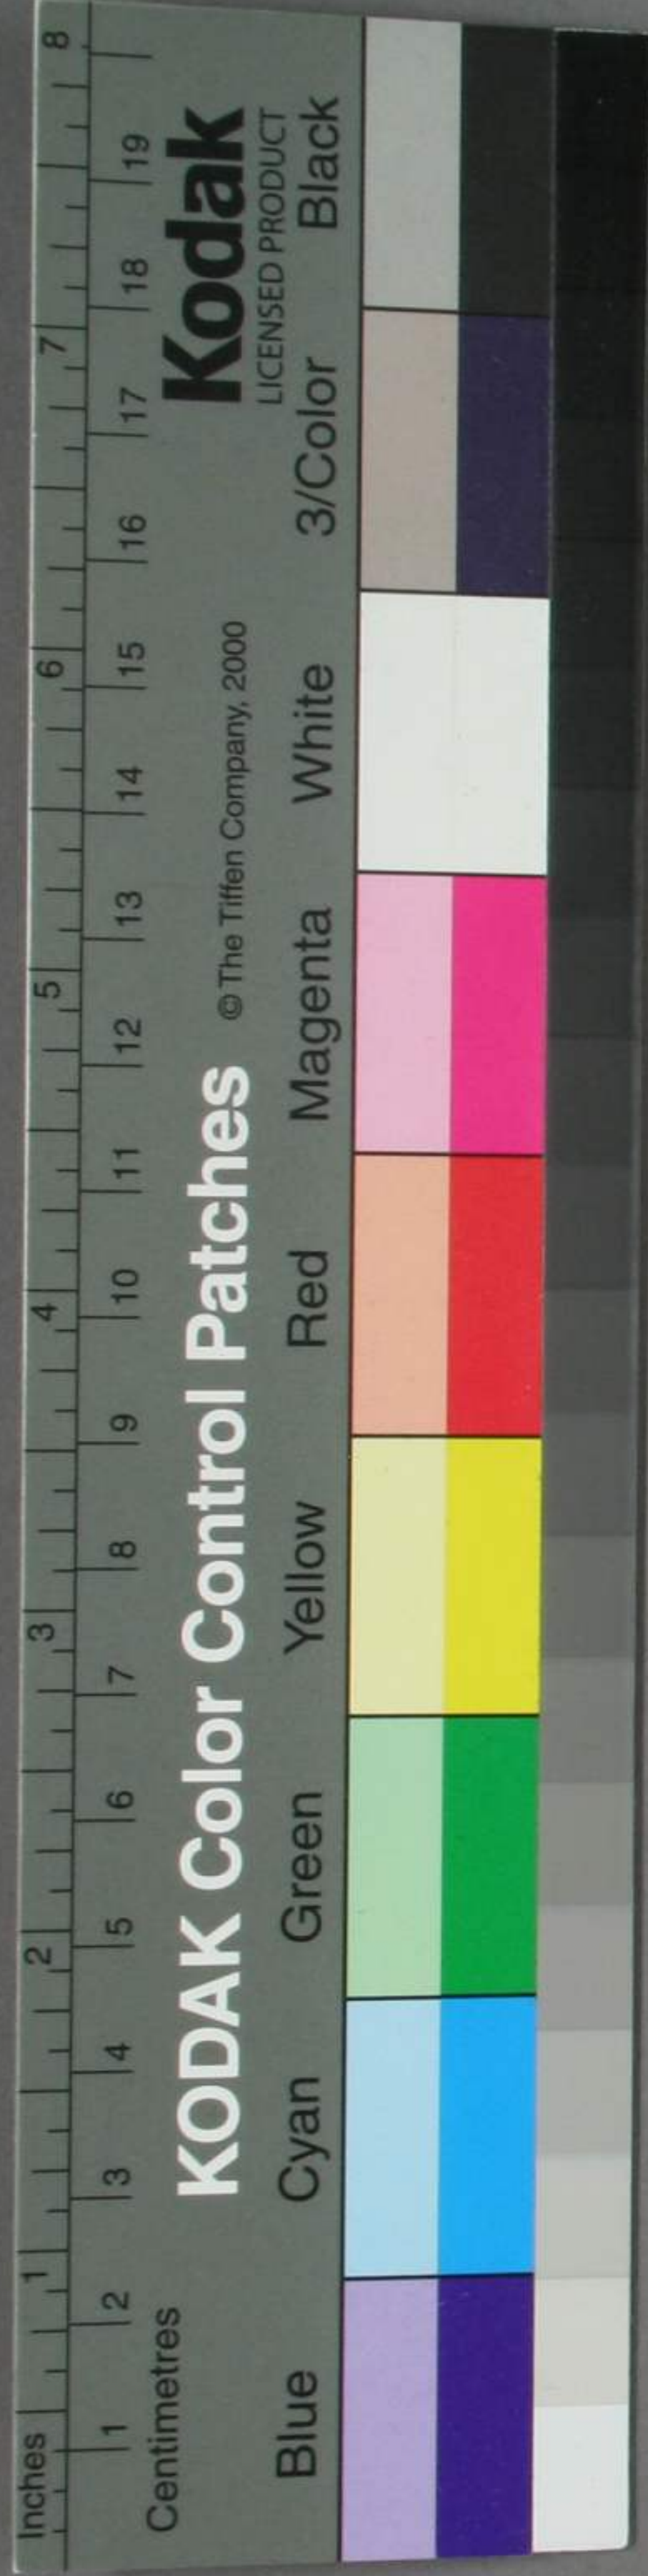 Inches 1 2 3 4 5 6 7 8
1 2 3 4 5 6 7 8 9 10 11 12 13 14 15 16 17 18 19
Centimetres
KODAK Color Control Patches © The Tiffen Company, 2000 Kodak
LICENSED PRODUCT
Blue Cyan Green Yellow Red Magenta White 3/Color Black